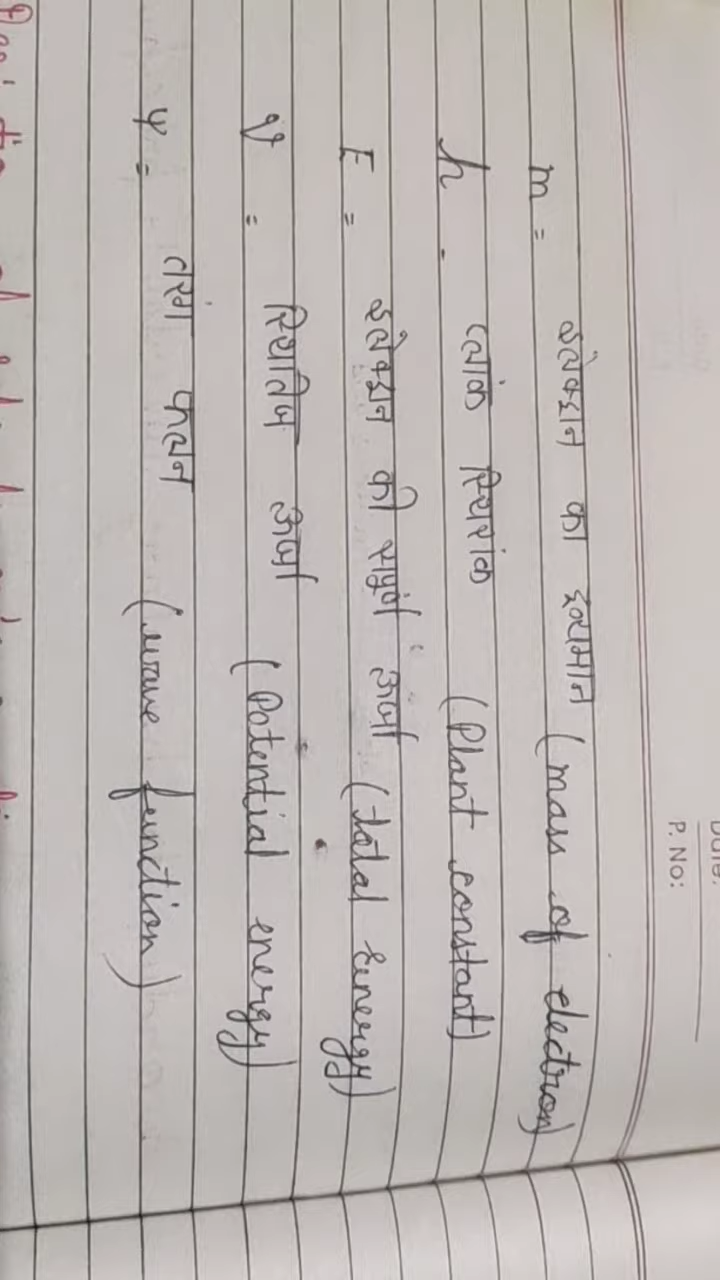 P. No:
m = इलेक्ट्रान का द्रव्यमान (mass of electron)
h - प्लांक स्थिरांक (Plant constant)
E = इलेक्ट्रान की सम्पुर्ण ऊर्जा (total energy)
V = स्थितिज ऊर्जा (Potential energy)
Ψ = तरंग फलन (wave function)